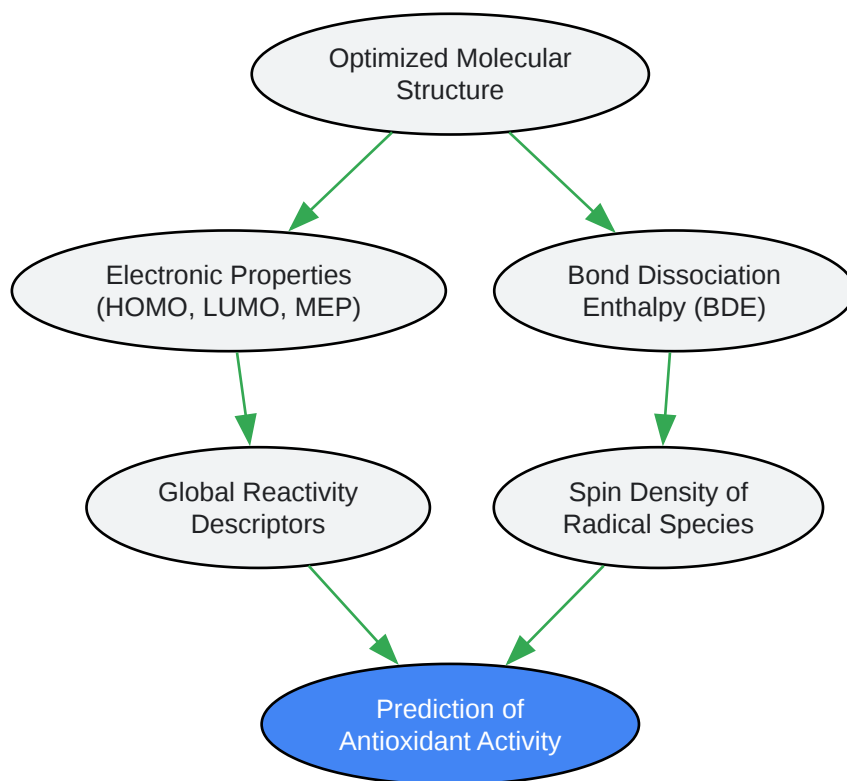 Optimized Molecular
Structure
Electronic Properties
(HOMO, LUMO, MEP)
Bond Dissociation
Enthalpy (BDE)
Global Reactivity
Descriptors
Spin Density of
Radical Species
Prediction of
Antioxidant Activity